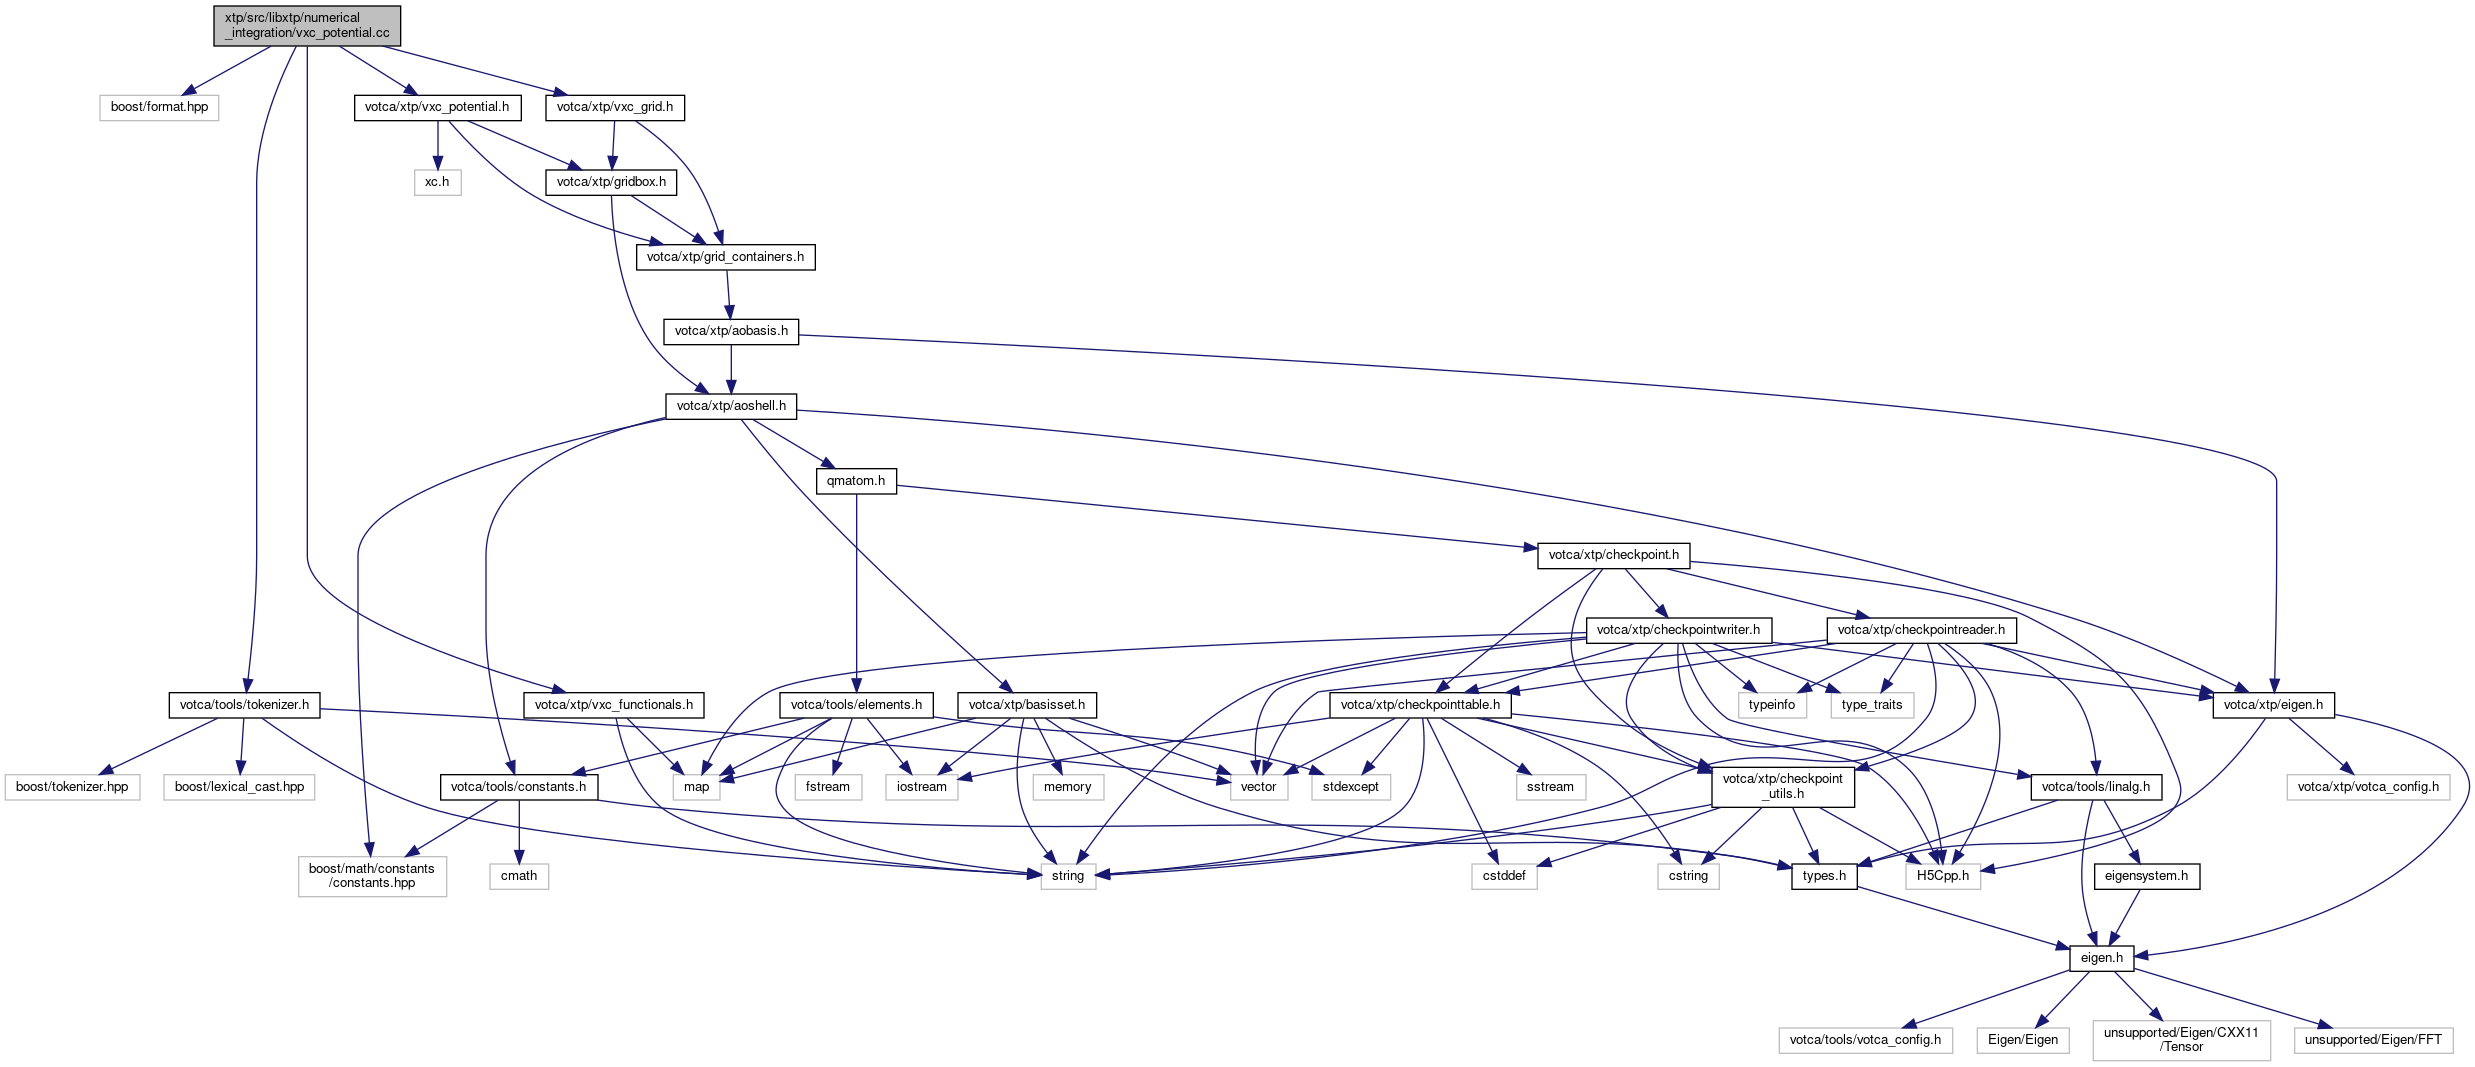 xtp/src/libxtp/numerical
_integration/vxc_potential.cc
boost/format.hpp
votca/xtp/vxc_potential.h
votca/xtp/vxc_grid.h
xc.h
votca/xtp/gridbox.h
votca/xtp/grid_containers.h
votca/xtp/aobasis.h
votca/xtp/aoshell.h
qmatom.h
votca/xtp/checkpoint.h
votca/xtp/checkpointwriter.h
votca/xtp/checkpointreader.h
votca/tools/tokenizer.h
votca/xtp/vxc_functionals.h
votca/tools/elements.h
votca/xtp/basisset.h
votca/xtp/checkpointtable.h
typeinfo
type_traits
votca/xtp/eigen.h
boost/tokenizer.hpp
boost/lexical_cast.hpp
votca/tools/constants.h
map
fstream
iostream
memory
vector
stdexcept
sstream
votca/xtp/checkpoint
_utils.h
votca/tools/linalg.h
votca/xtp/votca_config.h
boost/math/constants
/constants.hpp
cmath
string
cstddef
cstring
types.h
H5Cpp.h
eigensystem.h
eigen.h
votca/tools/votca_config.h
Eigen/Eigen
unsupported/Eigen/CXX11
/Tensor
unsupported/Eigen/FFT